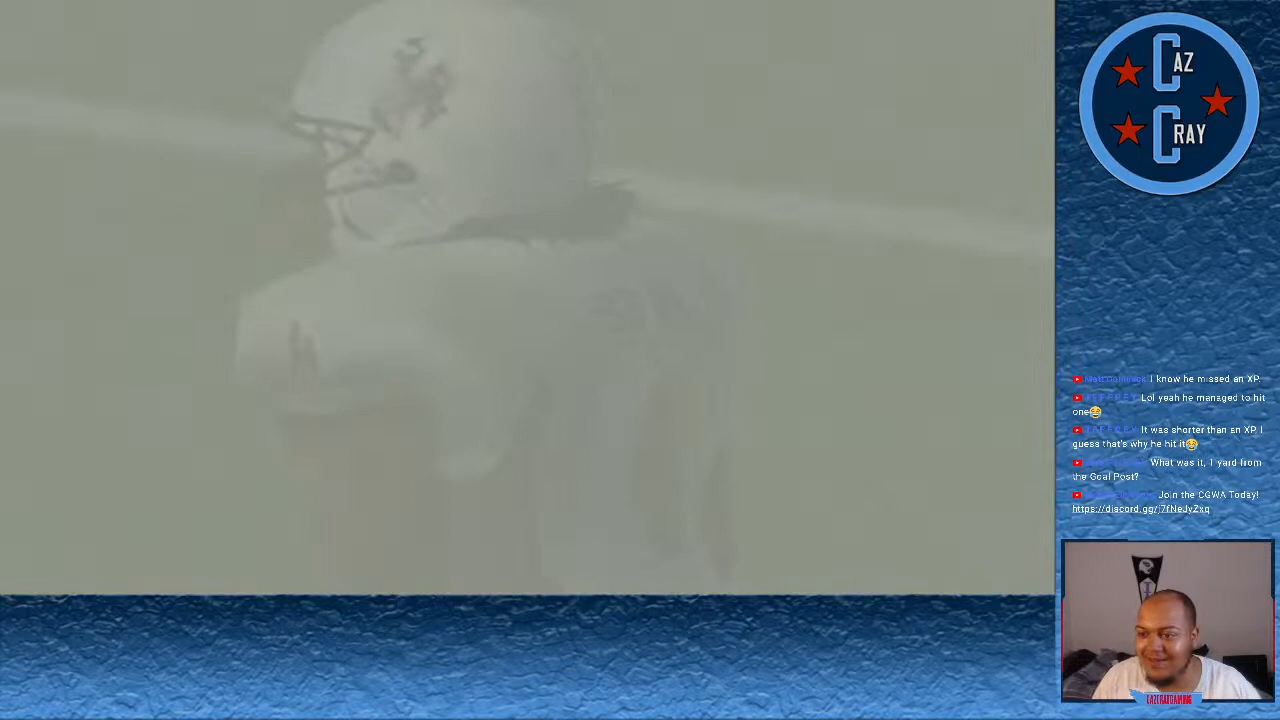 CAZ
CRAY
I know he missed an XP.
Lol yeah he managed to hit
one😂
It was shorter than an XP. I
guess that's why he hit it😂
What was it, 1 yard from
the Goal Post?
Join the CGWA Today!
https://discord.gg/j7fNeJyZxq
CAZCRAYGAMING